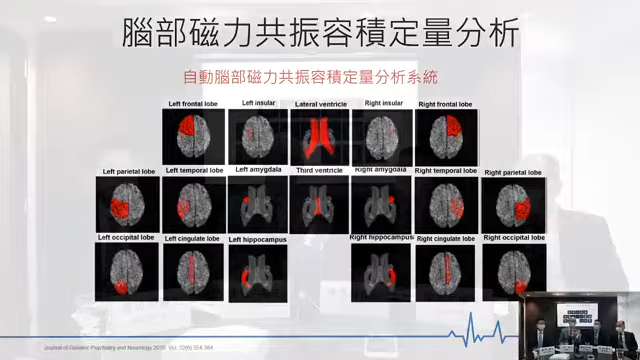 腦部磁力共振容積定量分析
自動腦部磁力共振容積定量分析系統
Left frontal lobe
Left insular
Lateral ventricle
Right insular
Right frontal lobe
Left parietal lobe
Left temporal lobe
Left amygdala
Third ventricle
Right amygdala
Right temporal lobe
Right parietal lobe
Left occipital lobe
Left cingulate lobe
Left hippocampus
Right hippocampus
Right cingulate lobe
Right occipital lobe
Journal of Geriatric Psychiatry and Neurology